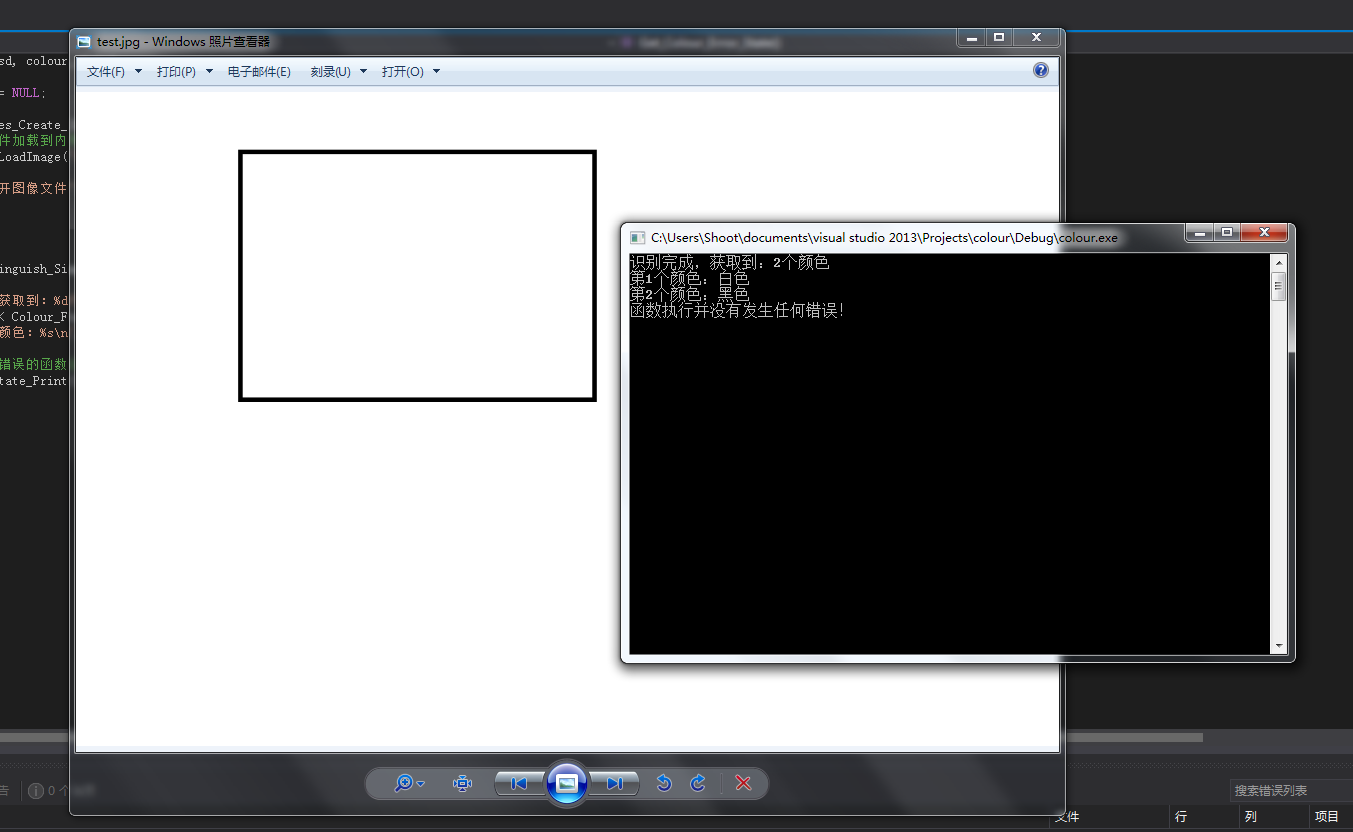 test.jpg - Windows 照片查看器
文件(F) 打印(P) 电子邮件(E) 刻录(U) 打开(O)
sd, colour
= NULL;
es_Create_
件加载到内
LoadImage(
开图像文件
inguish_Si
获取到: %d
< Colour_F
颜色: %s\n
错误的函数
tate_Print
C:\Users\Shoot\documents\visual studio 2013\Projects\colour\Debug\colour.exe
识别完成，获取到：2个颜色
第1个颜色：白色
第2个颜色：黑色
函数执行并没有发生任何错误！
告 0 个
搜索错误列表
文件 行 列 项目